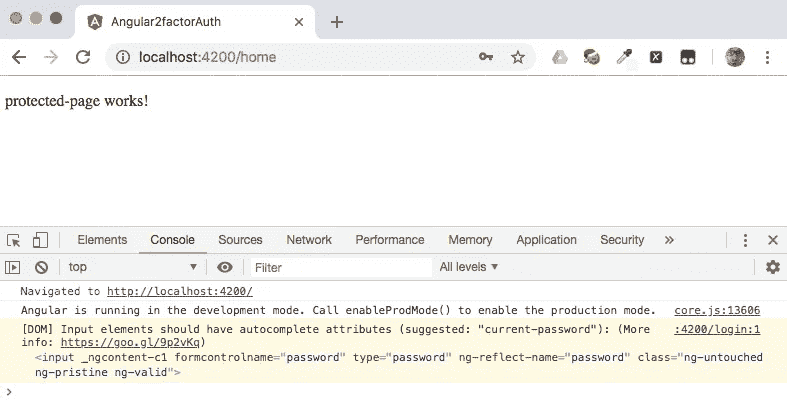 Angular2factorAuth
localhost:4200/home
protected-page works!
Elements Console Sources Network Performance Memory Application Security »
top Filter All levels
Navigated to http://localhost:4200/
Angular is running in the development mode. Call enableProdMode() to enable the production mode. core.js:13606
[DOM] Input elements should have autocomplete attributes (suggested: "current-password"): (More :4200/login:1
info: https://goo.gl/9p2vKq)
<input _ngcontent-c1 formcontrolname="password" type="password" ng-reflect-name="password" class="ng-untouched
ng-pristine ng-valid">